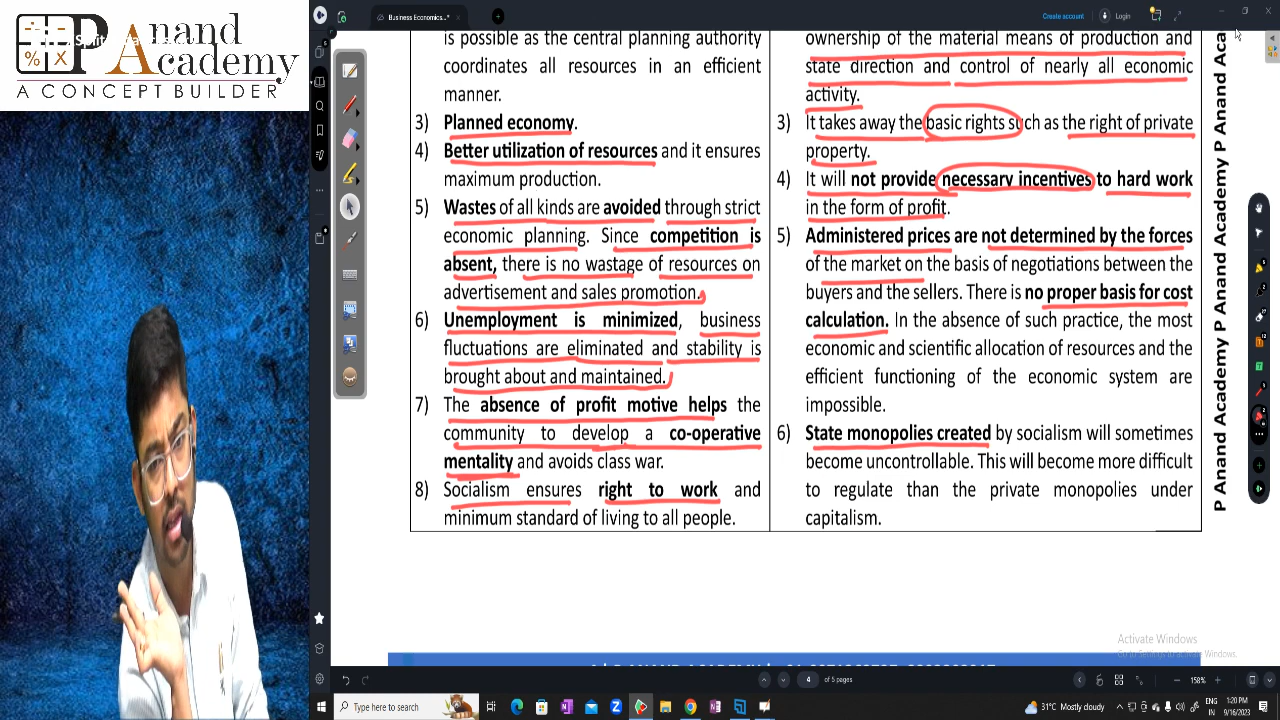 Anand
P Academy
% X
A CONCEPT BUILDER
Business Economics...*
Create account
Login
is possible as the central planning authority
coordinates all resources in an efficient
manner.
3) Planned economy.
4) Better utilization of resources and it ensures
maximum production.
5) Wastes of all kinds are avoided through strict
economic planning. Since competition is
absent, there is no wastage of resources on
advertisement and sales promotion.
6) Unemployment is minimized, business
fluctuations are eliminated and stability is
brought about and maintained.
7) The absence of profit motive helps the
community to develop a co-operative
mentality and avoids class war.
8) Socialism ensures right to work and
minimum standard of living to all people.
ownership of the material means of production and
state direction and control of nearly all economic
activity.
3) It takes away the basic rights such as the right of private
property.
4) It will not provide necessary incentives to hard work
in the form of profit.
5) Administered prices are not determined by the forces
of the market on the basis of negotiations between the
buyers and the sellers. There is no proper basis for cost
calculation. In the absence of such practice, the most
economic and scientific allocation of resources and the
efficient functioning of the economic system are
impossible.
6) State monopolies created by socialism will sometimes
become uncontrollable. This will become more difficult
to regulate than the private monopolies under
capitalism.
P Anand Academy P Anand Academy P Anand Academy P Anand Aca
Activate Windows
Go to Settings to activate Windows.
4 of 5 pages
158%
Type here to search
31°C Mostly cloudy
ENG
IN
1:20 PM
9/16/2023